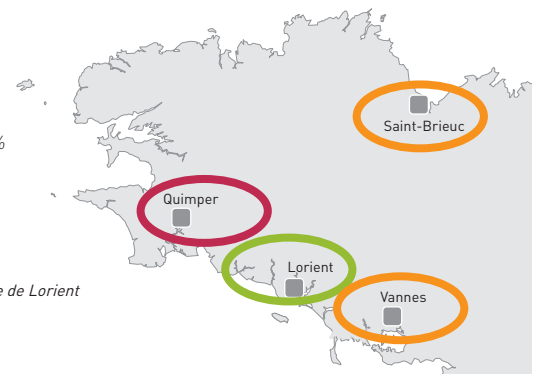 Saint-Brieuc
%
Quimper
Lorient
e de Lorient
Vannes